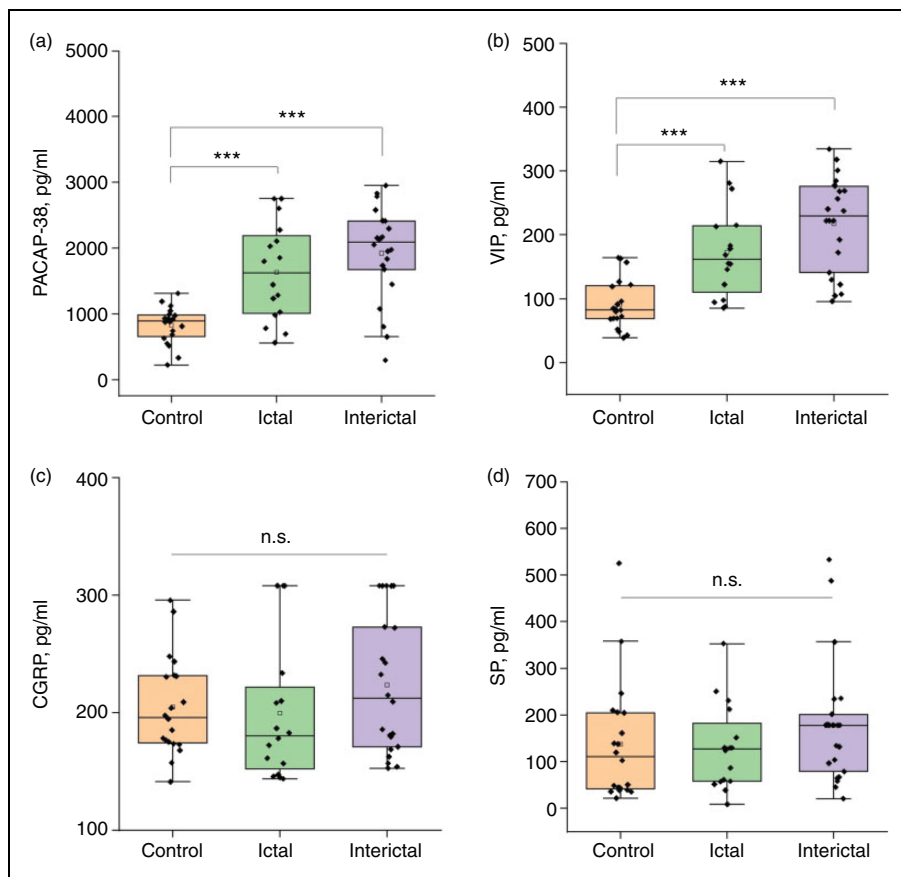 (a)
PACAP-38, pg/ml
5000
4000
3000
2000
1000
0
***
***
Control Ictal Interictal
(b)
VIP, pg/ml
500
400
300
200
100
0
***
***
Control Ictal Interictal
(c)
CGRP, pg/ml
400
300
200
100
n.s.
Control Ictal Interictal
(d)
SP, pg/ml
700
600
500
400
300
200
100
0
n.s.
Control Ictal Interictal